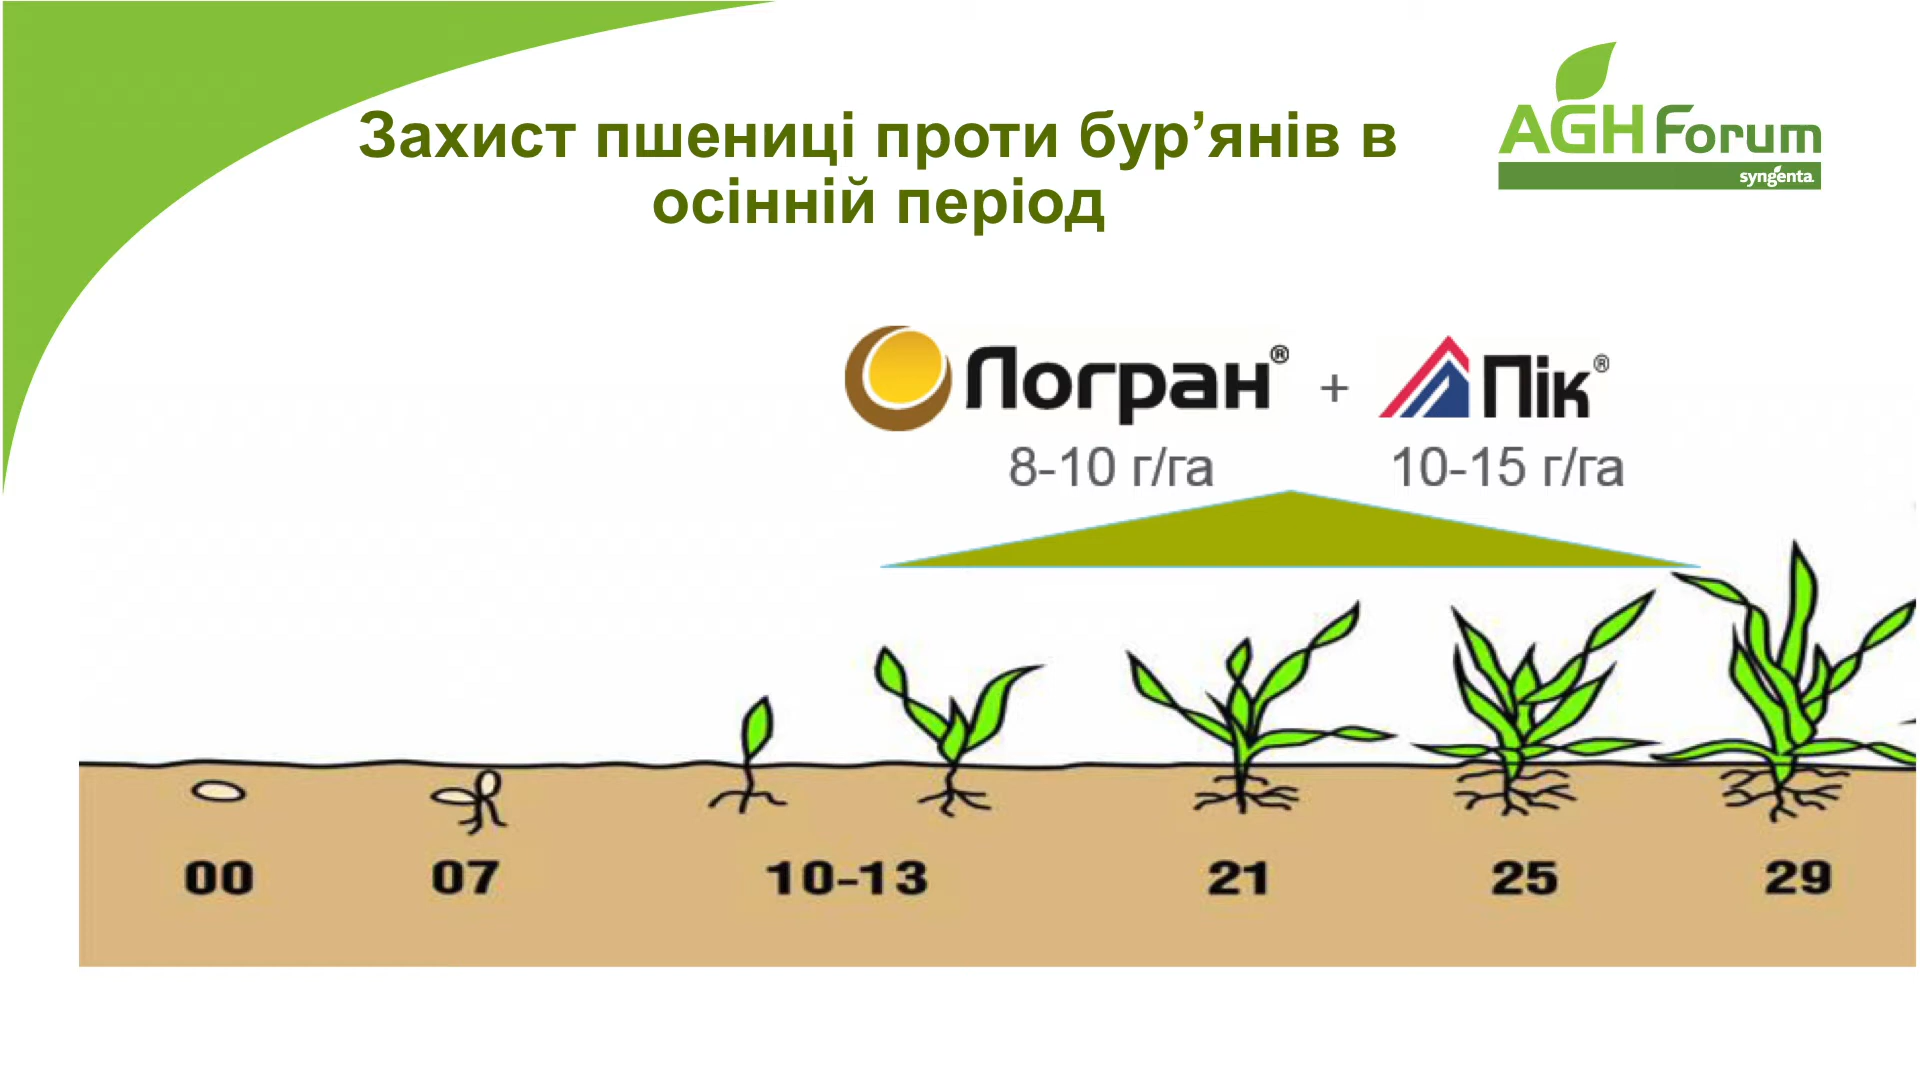 Захист пшениці проти бур’янів в
осінній період
AGH Forum
syngenta
Логран® + Пік®
8-10 г/га 10-15 г/га
00 07 10-13 21 25 29